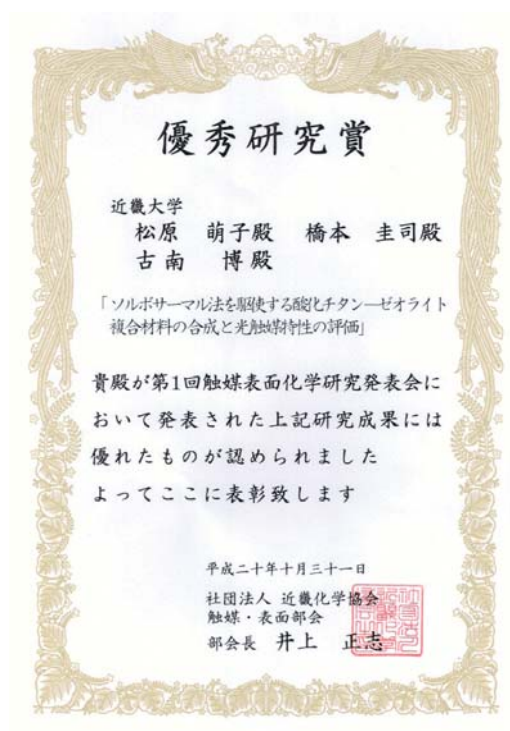 優秀研究賞
近畿大学
松原 萌子殿 橋本 圭司殿
古南 博殿
「ソルボサーマル法を駆使する酸化チタン―ゼオライト
複合材料の合成と光触媒特性の評価」
貴殿が第1回触媒表面化学研究発表会に
おいて発表された上記研究成果には
優れたものが認められました
よってここに表彰致します
平成二十年十月三十一日
社団法人 近畿化学協会
触媒・表面部会
部会長 井上 正志